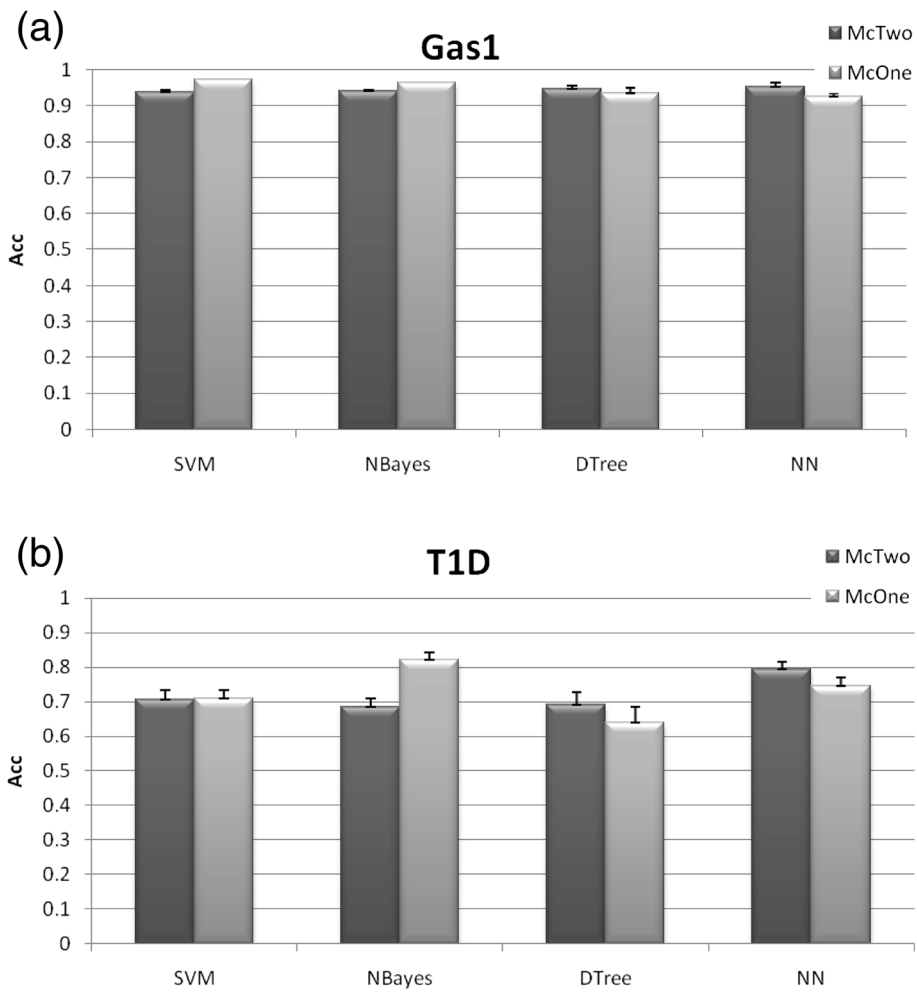 (a)
Gas1
McTwo
McOne
Acc
1
0.9
0.8
0.7
0.6
0.5
0.4
0.3
0.2
0.1
0
SVM NBayes DTree NN
(b)
T1D
McTwo
McOne
Acc
1
0.9
0.8
0.7
0.6
0.5
0.4
0.3
0.2
0.1
0
SVM NBayes DTree NN